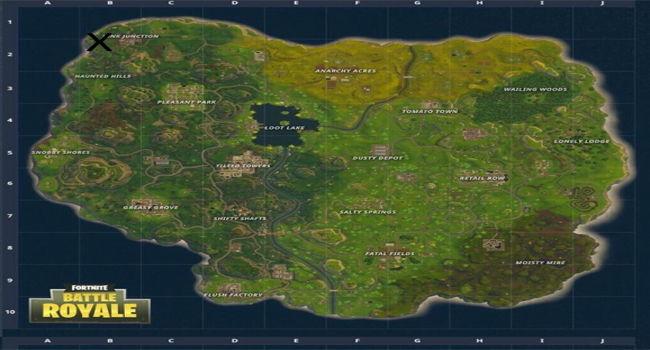 A B C D E F G H I J
1
NK JUNCTION
2
HAUNTED HILLS
ANARCHY ACRES
3
PLEASANT PARK
WAILING WOODS
TOMATO TOWN
4
LOOT LAKE
LONELY LODGE
5
SNOBBY SHORES
DUSTY DEPOT
TILTED TOWERS
6
RETAIL ROW
GREASY GROVE
SALTY SPRINGS
7
SHIFTY SHAFTS
8
FATAL FIELDS
MOISTY MIRE
9
FLUSH FACTORY
FORTNITE
BATTLE
ROYALE
10
A B C D E F G H I J